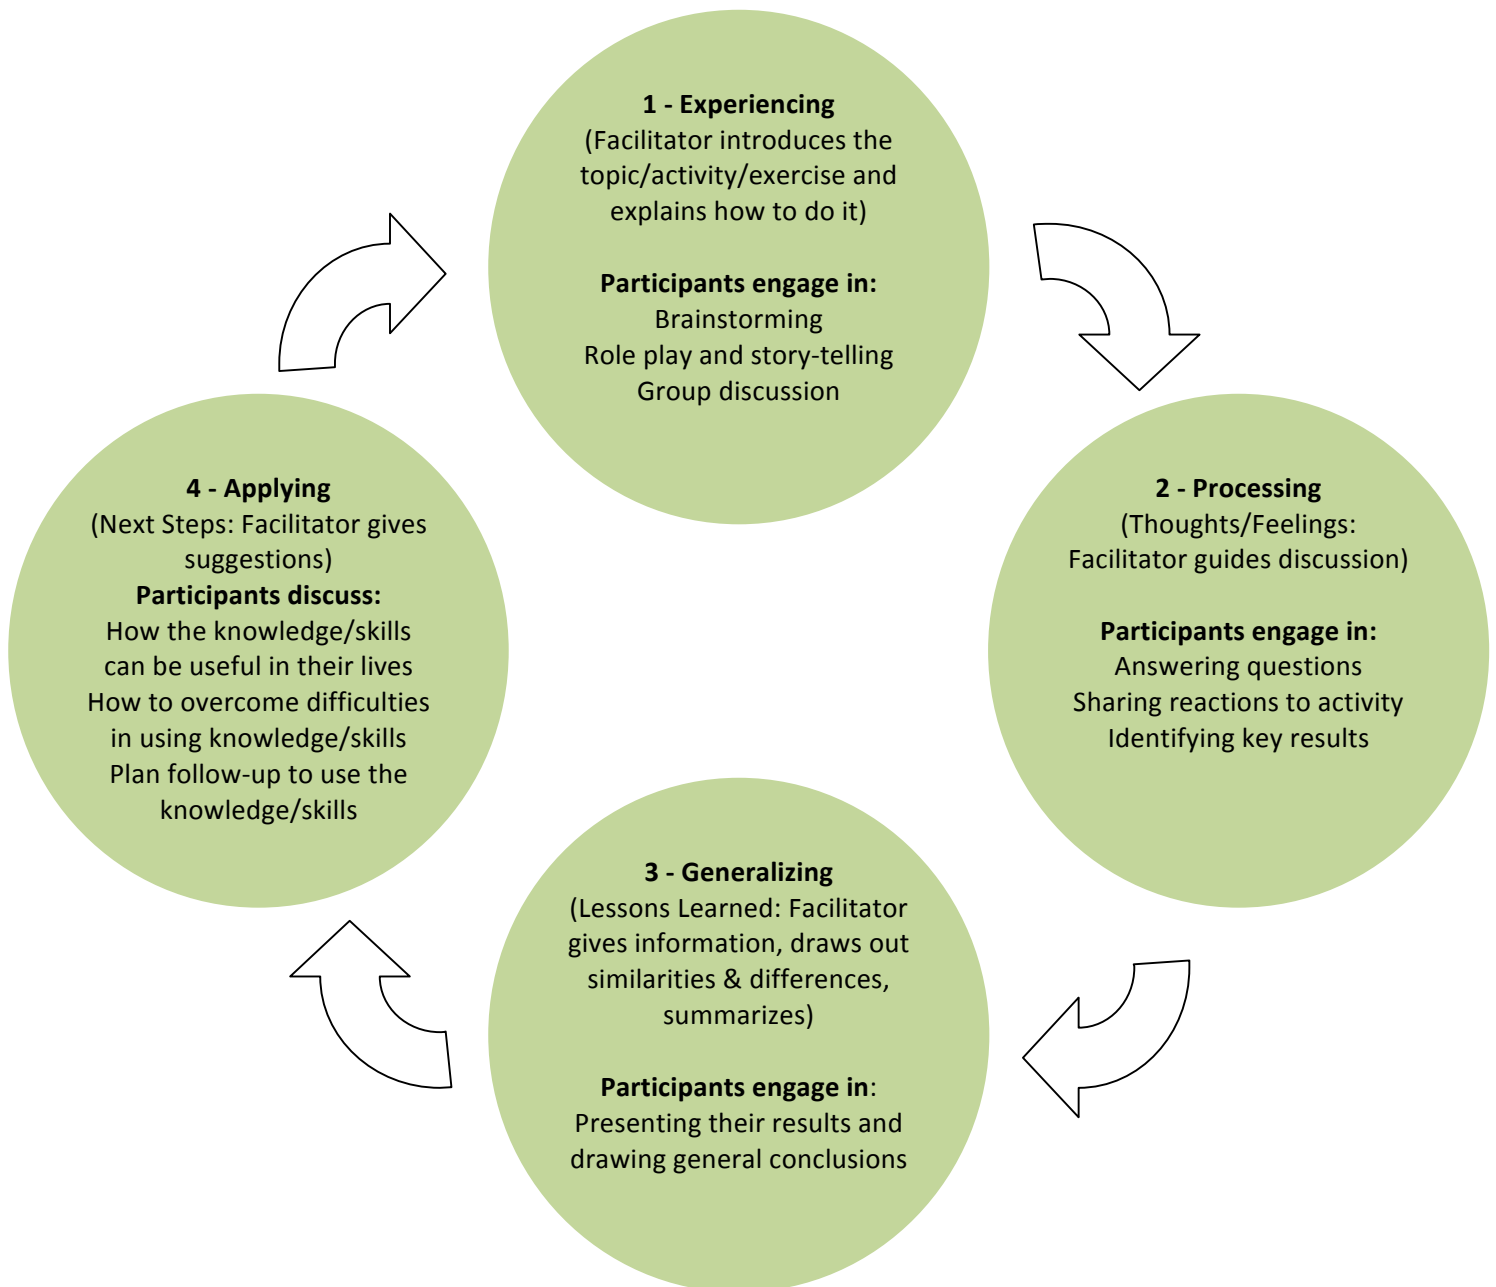 1 - Experiencing
(Facilitator introduces the
topic/activity/exercise and
explains how to do it)
Participants engage in:
Brainstorming
Role play and story-telling
Group discussion
2 - Processing
(Thoughts/Feelings:
Facilitator guides discussion)
Participants engage in:
Answering questions
Sharing reactions to activity
Identifying key results
3 - Generalizing
(Lessons Learned: Facilitator
gives information, draws out
similarities & differences,
summarizes)
Participants engage in:
Presenting their results and
drawing general conclusions
4 - Applying
(Next Steps: Facilitator gives
suggestions)
Participants discuss:
How the knowledge/skills
can be useful in their lives
How to overcome difficulties
in using knowledge/skills
Plan follow-up to use the
knowledge/skills